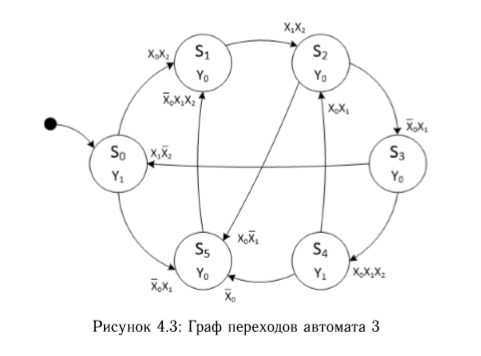 X₀X₂
S₁
Y₀
X₁X₂
S₂
Y₀
X̅₀X₁X₂
X₀X₁
X̅₀X₁
S₀
Y₁
X₁X̅₂
S₃
Y₀
S₅
Y₀
X₀X̅₁
S₄
Y₁
X₀X₁X₂
X̅₀X₁
X̅₀
Рисунок 4.3: Граф переходов автомата 3